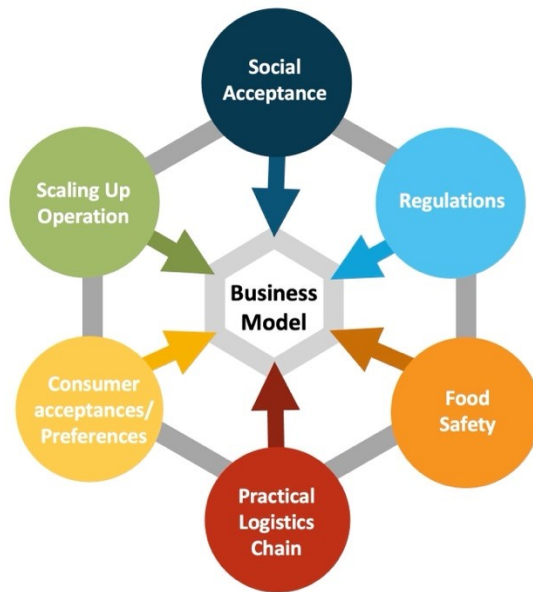 Social
Acceptance
Scaling Up
Operation
Regulations
Business
Model
Consumer
acceptances/
Preferences
Food
Safety
Practical
Logistics
Chain